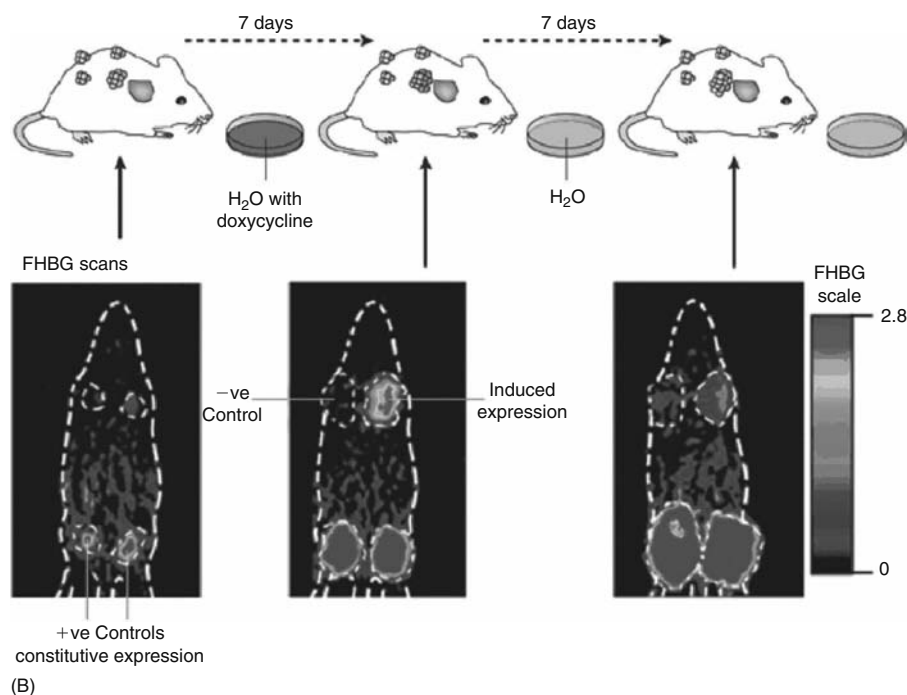 7 days
7 days
H₂O with
doxycycline
H₂O
FHBG scans
FHBG
scale
2.8
−ve
Control
Induced
expression
0
+ve Controls
constitutive expression
(B)